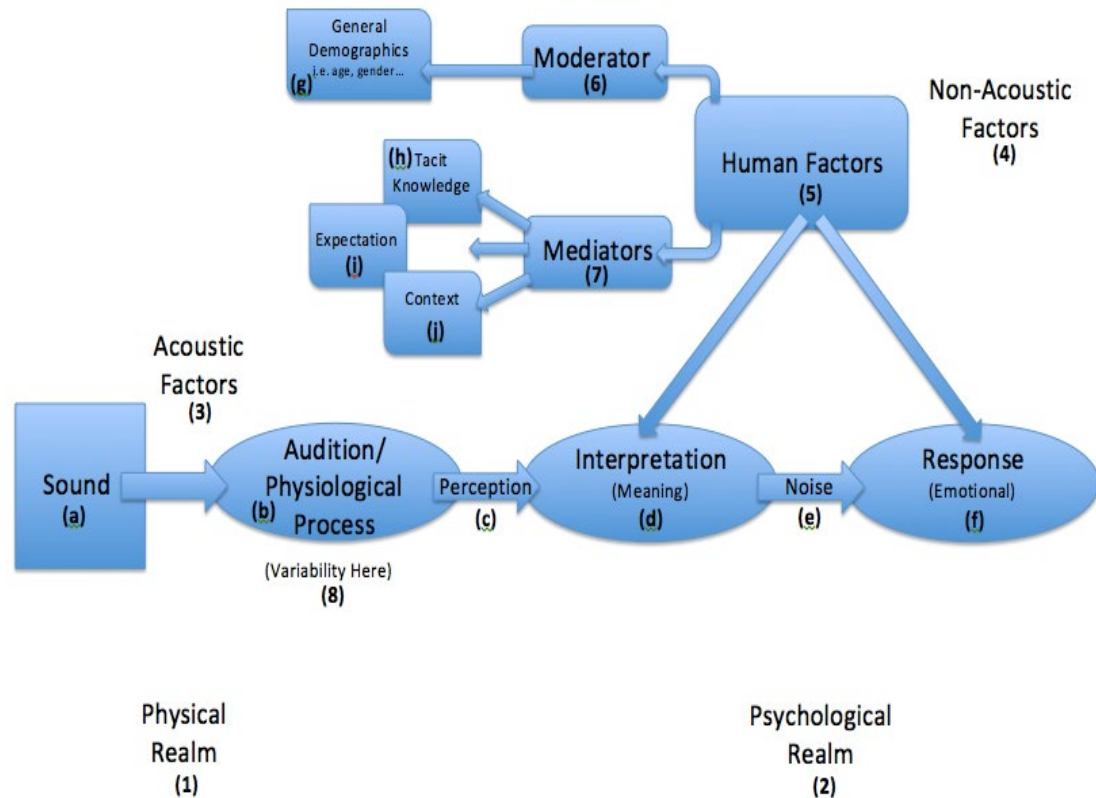 General
Demographics
i.e. age, gender…
(g)
Moderator
(6)
Non-Acoustic
Factors
(4)
Human Factors
(5)
(h) Tacit
Knowledge
Expectation
(i)
Context
(j)
Mediators
(7)
Acoustic
Factors
(3)
Sound
(a)
Audition/
Physiological
(b) Process
(Variability Here)
(8)
Perception
(c)
Interpretation
(Meaning)
(d)
Noise
(e)
Response
(Emotional)
(f)
Physical
Realm
(1)
Psychological
Realm
(2)